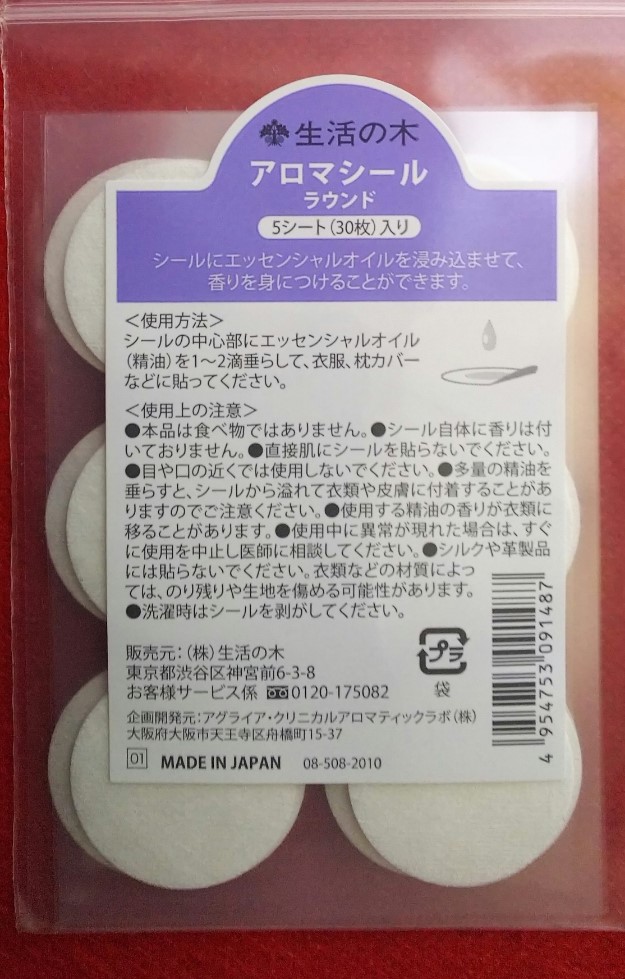 生活の木
アロマシール
ラウンド
5シート(30枚)入り
シールにエッセンシャルオイルを浸み込ませて、
香りを身につけることができます。
＜使用方法＞
シールの中心部にエッセンシャルオイル
(精油)を1〜2滴垂らして、衣服、枕カバー
などに貼ってください。
＜使用上の注意＞
●本品は食べ物ではありません。●シール自体に香りは付
いておりません。●直接肌にシールを貼らないでください。
●目や口の近くでは使用しないでください。●多量の精油を
垂らすと、シールから溢れて衣類や皮膚に付着することがあ
りますのでご注意ください。●使用する精油の香りが衣類に
移ることがあります。●使用中に異常が現れた場合は、すぐ
に使用を中止し医師に相談してください。●シルクや革製品
には貼らないでください。衣類などの材質によっ
ては、のり残りや生地を傷める可能性があります。
●洗濯時はシールを剥がしてください。
販売元：(株)生活の木
東京都渋谷区神宮前6-3-8
お客様サービス係 0120-175082
企画開発元：アグライア・クリニカルアロマティックラボ(株)
大阪府大阪市天王寺区舟橋町15-37
01 MADE IN JAPAN 08-508-2010
プラ
袋
4 954753 091487